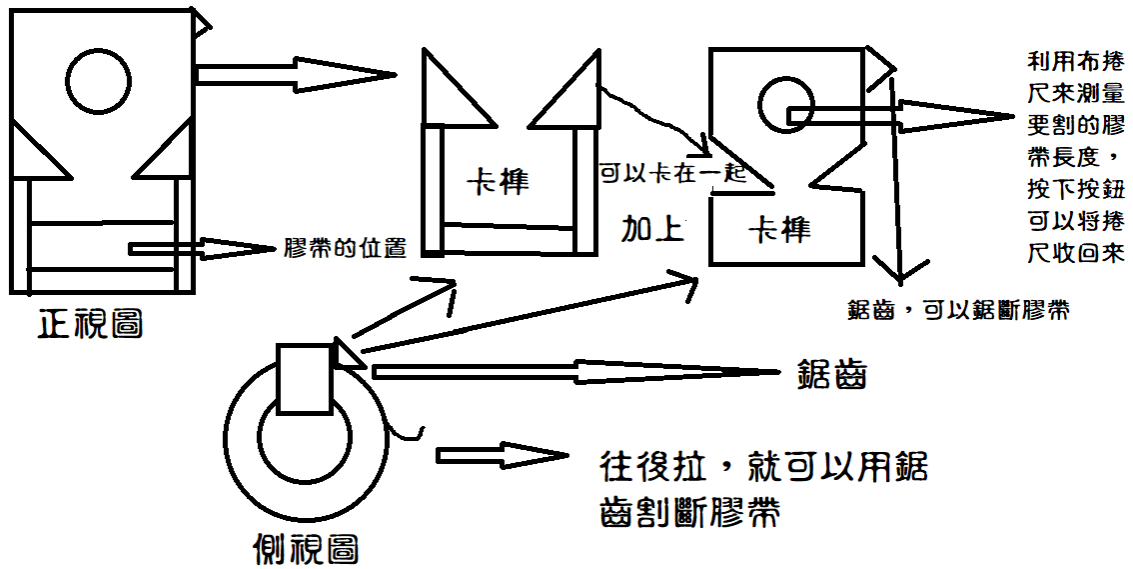 利用布捲
尺來測量
要割的膠
帶長度，
按下按鈕
可以將捲
尺收回來
卡榫
可以卡在一起
加上
卡榫
膠帶的位置
正視圖
鋸齒，可以鋸斷膠帶
鋸齒
往後拉，就可以用鋸
齒割斷膠帶
側視圖